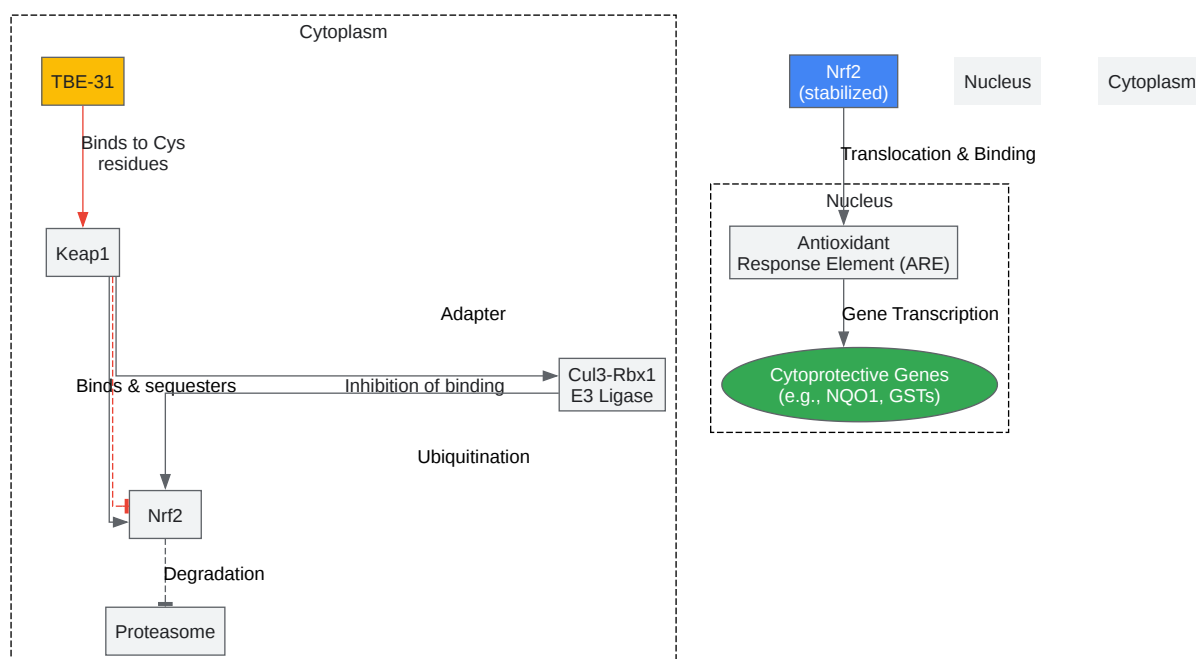 Cytoplasm
TBE-31
Binds to Cys
residues
Keap1
Adapter
Cul3-Rbx1
E3 Ligase
Binds & sequesters
Inhibition of binding
Ubiquitination
Nrf2
Degradation
Proteasome
Nrf2
(stabilized)
Nucleus
Cytoplasm
Translocation & Binding
Nucleus
Antioxidant
Response Element (ARE)
Gene Transcription
Cytoprotective Genes
(e.g., NQO1, GSTs)